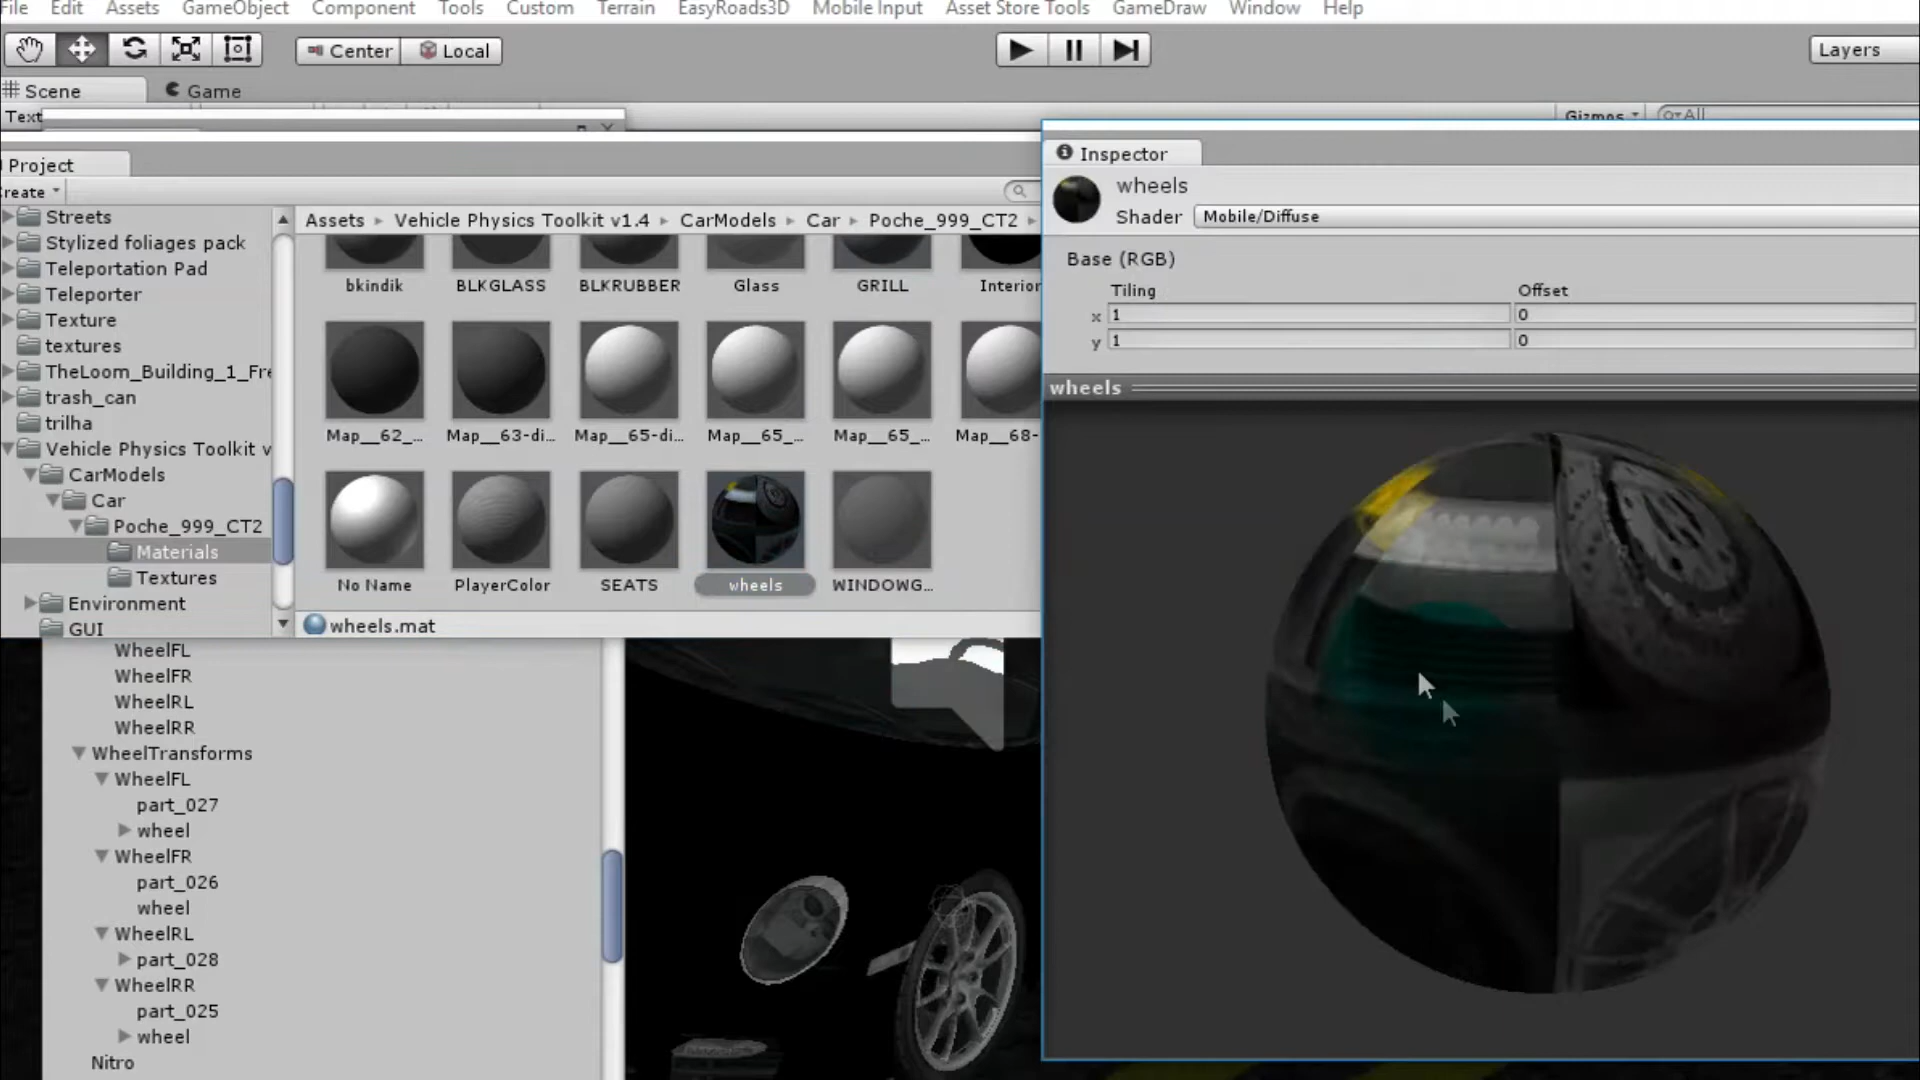 File Edit Assets GameObject Component Tools Custom Terrain EasyRoads3D Mobile Input Asset Store Tools GameDraw Window Help
Center Local Layers
Scene Game
Text Gizmos All
Project
reate
Streets
Stylized foliages pack
Teleportation Pad
Teleporter
Texture
textures
TheLoom_Building_1_Fre
trash_can
trilha
Vehicle Physics Toolkit v
CarModels
Car
Poche_999_CT2
Materials
Textures
Environment
GUI
Assets Vehicle Physics Toolkit v1.4 CarModels Car Poche_999_CT2
bkindik BLKGLASS BLKRUBBER Glass GRILL Interior
Map__62_... Map__63-di... Map__65-di... Map__65_... Map__65_... Map__68-
No Name PlayerColor SEATS wheels WINDOWG...
wheels.mat
WheelFL
WheelFR
WheelRL
WheelRR
WheelTransforms
WheelFL
part_027
wheel
WheelFR
part_026
wheel
WheelRL
part_028
WheelRR
part_025
wheel
Nitro
Inspector
wheels
Shader Mobile/Diffuse
Base (RGB)
Tiling Offset
x 1 0
y 1 0
wheels